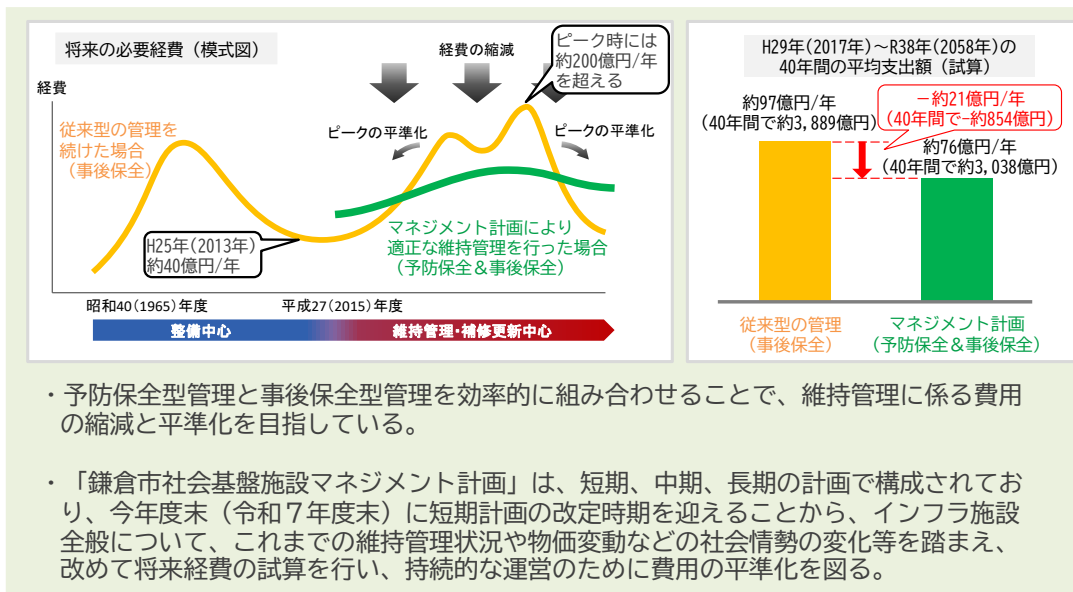 将来の必要経費（模式図）
経費の縮減
ピーク時には
約200億円/年
を超える
経費
従来型の管理を
続けた場合
（事後保全）
ピークの平準化
ピークの平準化
H25年(2013年)
約40億円/年
マネジメント計画により
適正な維持管理を行った場合
（予防保全＆事後保全）
昭和40(1965)年度
平成27(2015)年度
整備中心
維持管理・補修更新中心
H29年(2017年)～R38年(2058年)の
40年間の平均支出額（試算）
約97億円/年
(40年間で約3,889億円)
－約21億円/年
(40年間で-約854億円)
約76億円/年
(40年間で約3,038億円)
従来型の管理
（事後保全）
マネジメント計画
（予防保全＆事後保全）
・予防保全型管理と事後保全型管理を効率的に組み合わせることで、維持管理に係る費用
の縮減と平準化を目指している。
・「鎌倉市社会基盤施設マネジメント計画」は、短期、中期、長期の計画で構成されてお
り、今年度末（令和７年度末）に短期計画の改定時期を迎えることから、インフラ施設
全般について、これまでの維持管理状況や物価変動などの社会情勢の変化等を踏まえ、
改めて将来経費の試算を行い、持続的な運営のために費用の平準化を図る。